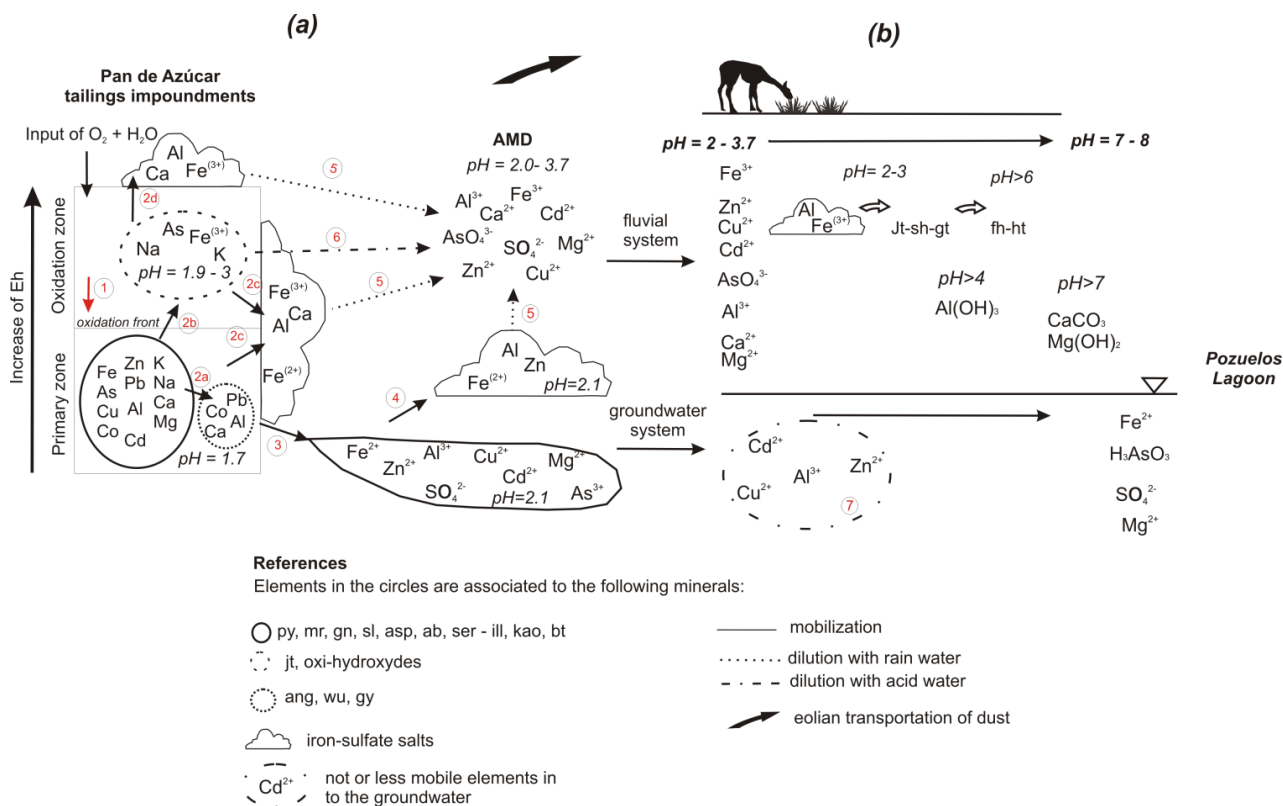 (a)
(b)
Pan de Azúcar
tailings impoundments
Input of O₂ + H₂O
Increase of Eh
Oxidation zone
Primary zone
Al
Ca
Fe⁽³⁺⁾
2d
As
Na
Fe⁽³⁺⁾
K
pH = 1.9 - 3
1
oxidation front
2b
2c
2c
Fe
Zn
K
As
Pb
Na
Cu
Al
Ca
Co
Cd
Mg
2a
Pb
Co
Ca
Al
pH = 1.7
Fe⁽³⁺⁾
Al
Ca
Fe⁽²⁺⁾
5
6
5
5
3
4
AMD
pH = 2.0- 3.7
Al³⁺
Fe³⁺
Ca²⁺
Cd²⁺
AsO₄³⁻
SO₄²⁻
Mg²⁺
Zn²⁺
Cu²⁺
Al
Zn
Fe⁽²⁺⁾
pH=2.1
Fe²⁺
Al³⁺
Cu²⁺
Mg²⁺
Zn²⁺
Cd²⁺
SO₄²⁻
pH=2.1
As³⁺
fluvial
system
groundwater
system
pH = 2 - 3.7
pH = 7 - 8
Fe³⁺
Zn²⁺
Cu²⁺
Cd²⁺
AsO₄³⁻
Al³⁺
Ca²⁺
Mg²⁺
pH= 2-3
pH>6
Al
Fe⁽³⁺⁾
Jt-sh-gt
fh-ht
pH>4
Al(OH)₃
pH>7
CaCO₃
Mg(OH)₂
Pozuelos
Lagoon
Cd²⁺
Al³⁺
Zn²⁺
Cu²⁺
7
Fe²⁺
H₃AsO₃
SO₄²⁻
Mg²⁺
References
Elements in the circles are associated to the following minerals:
py, mr, gn, sl, asp, ab, ser - ill, kao, bt
jt, oxi-hydroxydes
ang, wu, gy
iron-sulfate salts
Cd²⁺
not or less mobile elements in
to the groundwater
mobilization
dilution with rain water
dilution with acid water
eolian transportation of dust